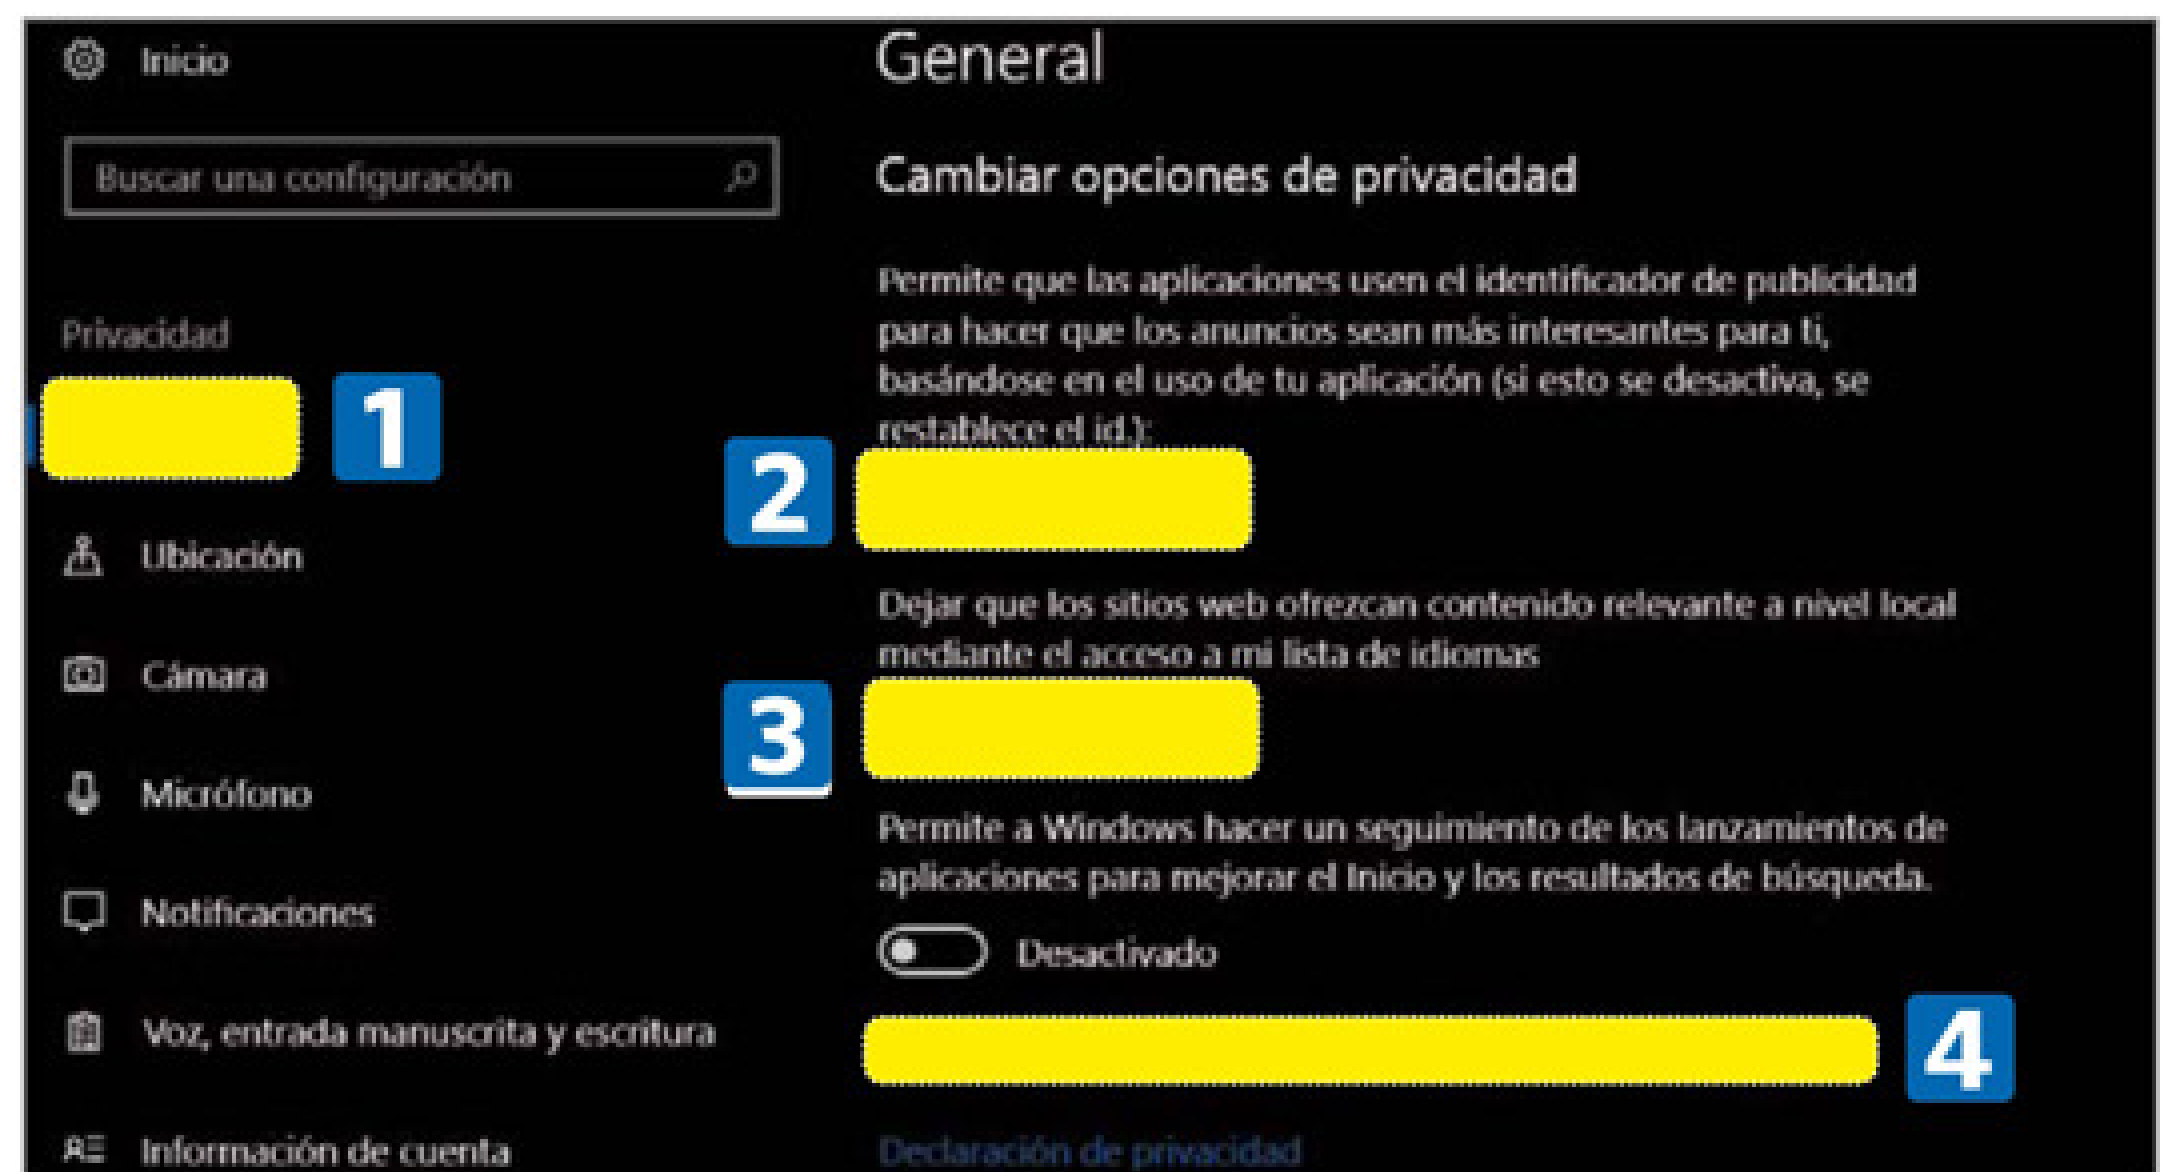 Inicio
Buscar una configuración
Privacidad
1
Ubicación
Cámara
Micrófono
Notificaciones
Voz, entrada manuscrita y escritura
Información de cuenta
General
Cambiar opciones de privacidad
Permite que las aplicaciones usen el identificador de publicidad
para hacer que los anuncios sean más interesantes para ti,
basándose en el uso de tu aplicación (si esto se desactiva, se
restablece el id.):
2
Dejar que los sitios web ofrezcan contenido relevante a nivel local
mediante el acceso a mi lista de idiomas
3
Permite a Windows hacer un seguimiento de los lanzamientos de
aplicaciones para mejorar el Inicio y los resultados de búsqueda.
Desactivado
4
Declaración de privacidad